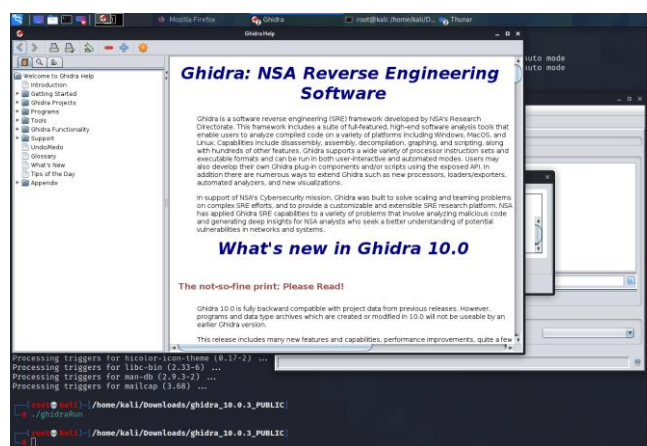 Mozilla Firefox
Ghidra
root@kali: /home/kali/D...
Thunar
Ghidra Help
auto mode
auto mode
Welcome to Ghidra Help
Introduction
Getting Started
Ghidra Projects
Programs
Tools
Ghidra Functionality
Support
Undo/Redo
Glossary
What's New
Tips of the Day
Appendix
Ghidra: NSA Reverse Engineering
Software
Ghidra is a software reverse engineering (SRE) framework developed by NSA's Research
Directorate. This framework includes a suite of full-featured, high-end software analysis tools that
enable users to analyze compiled code on a variety of platforms including Windows, MacOS, and
Linux. Capabilities include disassembly, assembly, decompilation, graphing, and scripting, along
with hundreds of other features. Ghidra supports a wide variety of processor instruction sets and
executable formats and can be run in both user-interactive and automated modes. Users may
also develop their own Ghidra plug-in components and/or scripts using the exposed API. In
addition there are numerous ways to extend Ghidra such as new processors, loaders/exporters,
automated analyzers, and new visualizations.
In support of NSA's Cybersecurity mission, Ghidra was built to solve scaling and teaming problems
on complex SRE efforts, and to provide a customizable and extensible SRE research platform. NSA
has applied Ghidra SRE capabilities to a variety of problems that involve analyzing malicious code
and generating deep insights for NSA analysts who seek a better understanding of potential
vulnerabilities in networks and systems.
What's new in Ghidra 10.0
The not-so-fine print: Please Read!
Ghidra 10.0 is fully backward compatible with project data from previous releases. However,
programs and data type archives which are created or modified in 10.0 will not be useable by an
earlier Ghidra version.
This release includes many new features and capabilities, performance improvements, quite a few
Processing triggers for hicolor-icon-theme (0.17-2) ...
Processing triggers for libc-bin (2.33-6) ...
Processing triggers for man-db (2.9.3-2) ...
Processing triggers for mailcap (3.68) ...
(root💀kali)-[/home/kali/Downloads/ghidra_10.0.3_PUBLIC]
# ./ghidraRun
(root💀kali)-[/home/kali/Downloads/ghidra_10.0.3_PUBLIC]
#